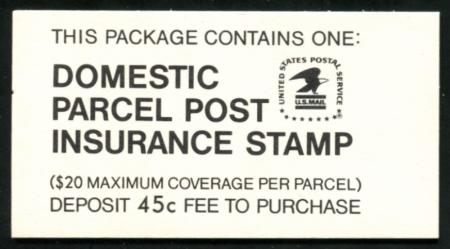 THIS PACKAGE CONTAINS ONE:
DOMESTIC
PARCEL POST
INSURANCE STAMP
UNITED STATES POSTAL SERVICE
U.S.MAIL
($20 MAXIMUM COVERAGE PER PARCEL)
DEPOSIT 45c FEE TO PURCHASE